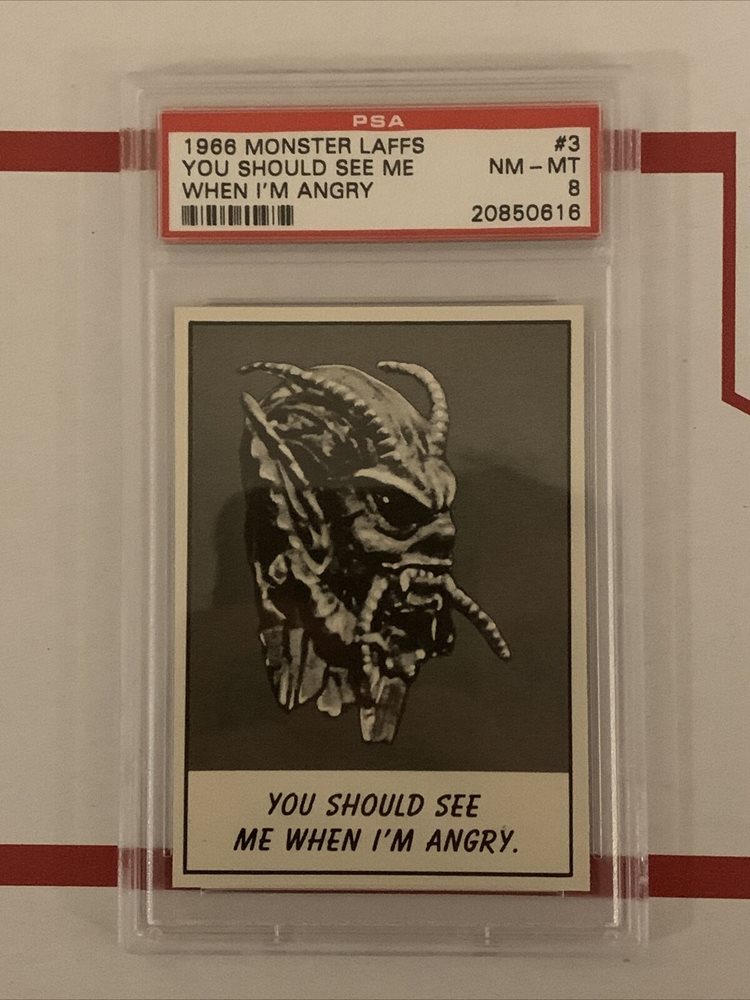 PSA
1966 MONSTER LAFFS #3
YOU SHOULD SEE ME NM - MT
WHEN I'M ANGRY 8
20850616
YOU SHOULD SEE
ME WHEN I'M ANGRY.